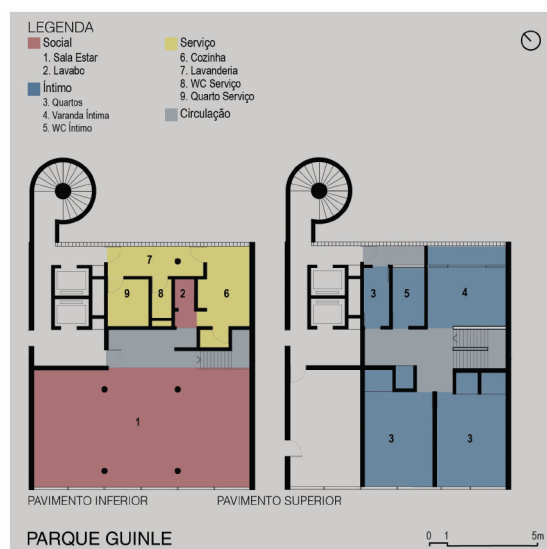 LEGENDA
Social
1. Sala Estar
2. Lavabo
Íntimo
3. Quartos
4. Varanda Íntima
5. WC Íntimo
Serviço
6. Cozinha
7. Lavanderia
8. WC Serviço
9. Quarto Serviço
Circulação
7
9
8
2
6
1
3
5
4
3
3
PAVIMENTO INFERIOR
PAVIMENTO SUPERIOR
PARQUE GUINLE
0 1 5m